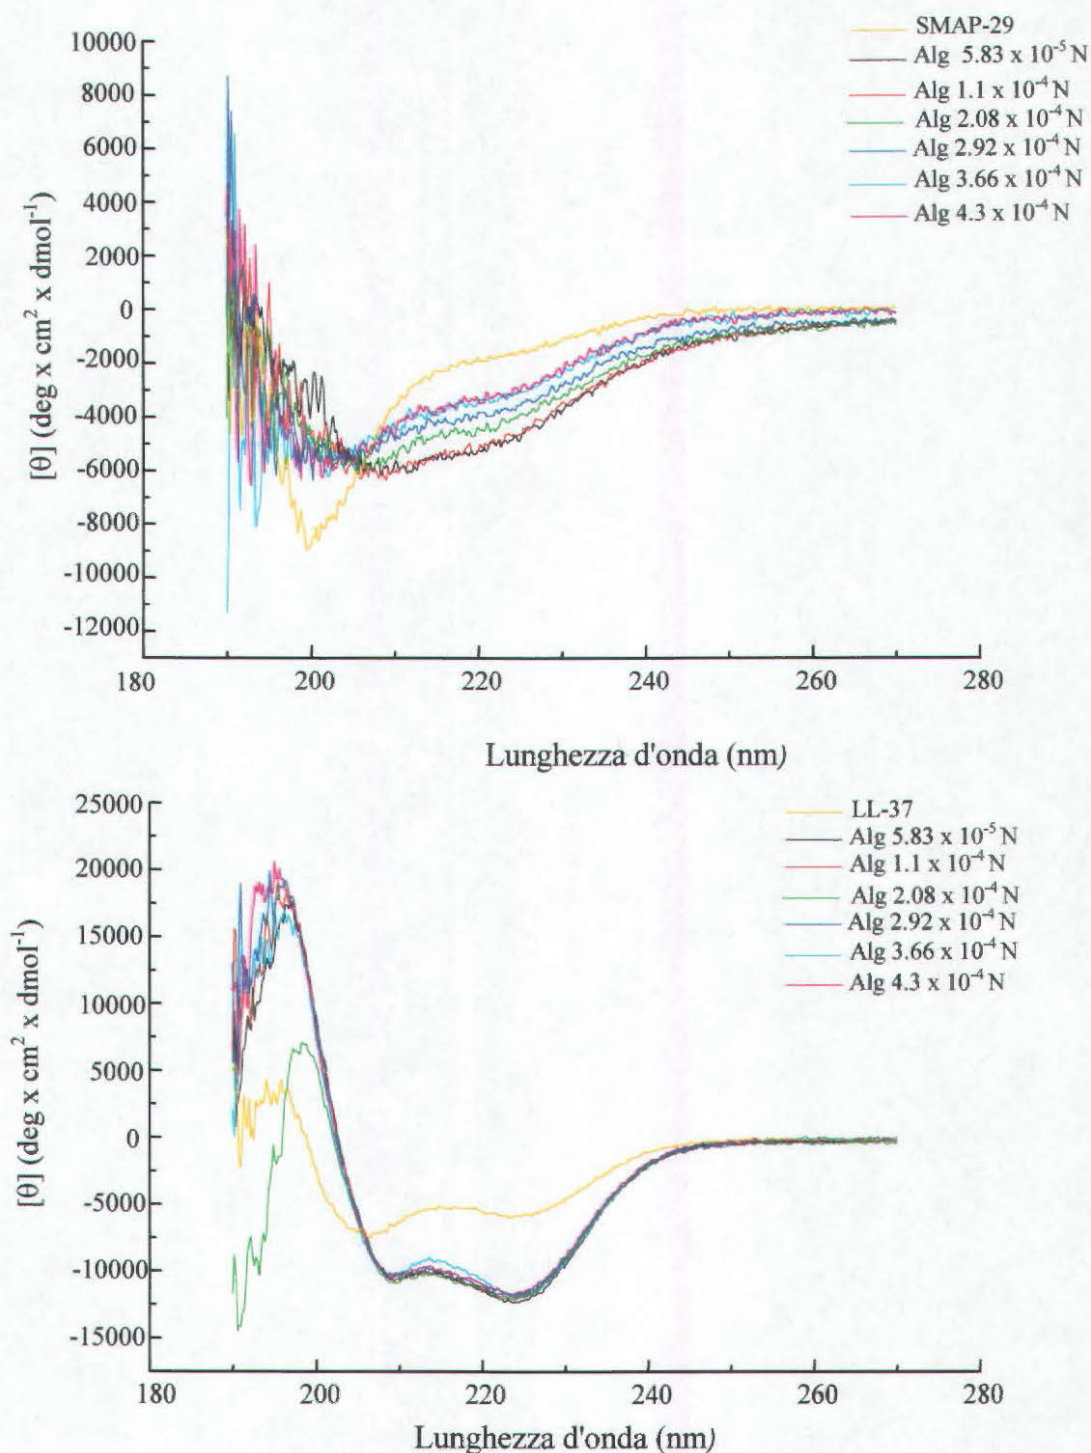 SMAP-29
Alg 5.83 x 10⁻⁵ N
Alg 1.1 x 10⁻⁴ N
Alg 2.08 x 10⁻⁴ N
Alg 2.92 x 10⁻⁴ N
Alg 3.66 x 10⁻⁴ N
Alg 4.3 x 10⁻⁴ N
10000
8000
6000
4000
2000
0
-2000
-4000
-6000
-8000
-10000
-12000
[θ] (deg x cm² x dmol⁻¹)
180 200 220 240 260 280
Lunghezza d'onda (nm)
LL-37
Alg 5.83 x 10⁻⁵ N
Alg 1.1 x 10⁻⁴ N
Alg 2.08 x 10⁻⁴ N
Alg 2.92 x 10⁻⁴ N
Alg 3.66 x 10⁻⁴ N
Alg 4.3 x 10⁻⁴ N
25000
20000
15000
10000
5000
0
-5000
-10000
-15000
[θ] (deg x cm² x dmol⁻¹)
180 200 220 240 260 280
Lunghezza d'onda (nm)